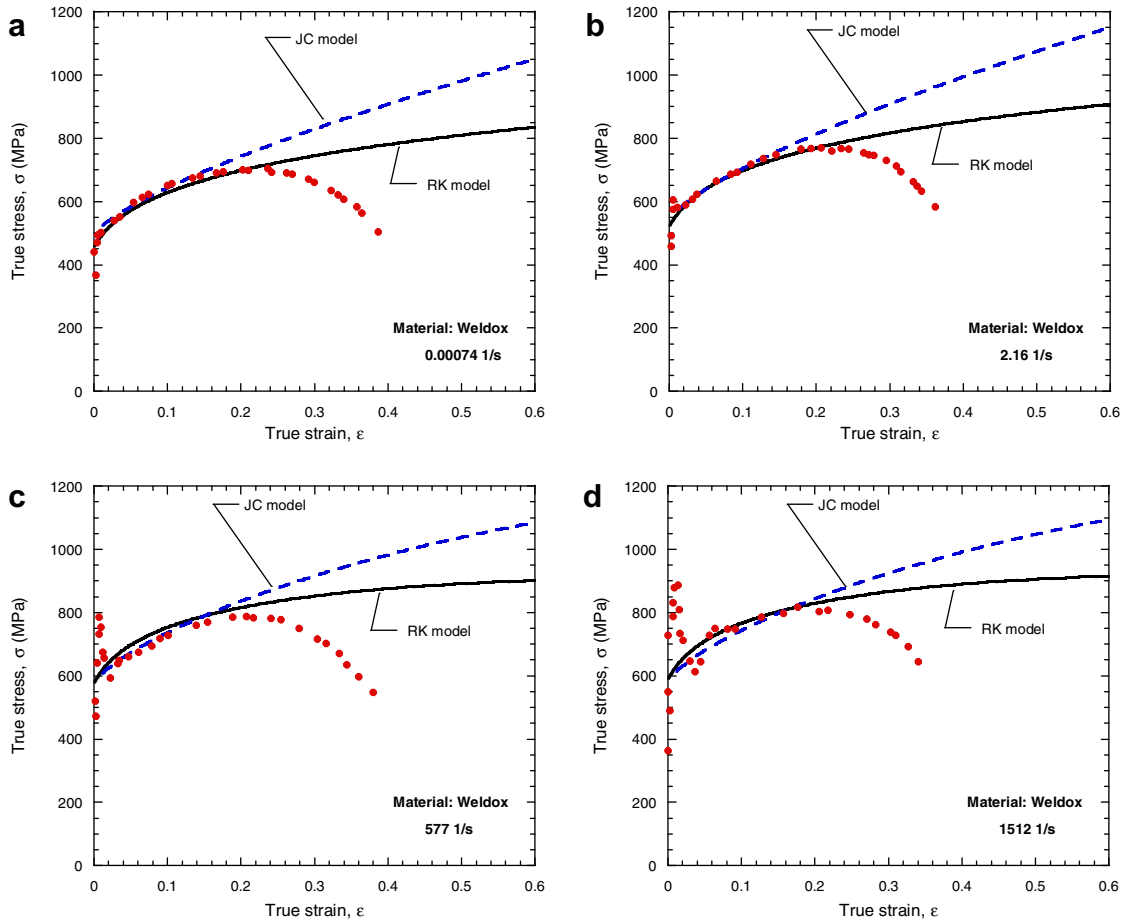 a
1200
1000
800
600
400
200
0
True stress, σ (MPa)
JC model
RK model
Material: Weldox
0.00074 1/s
0 0.1 0.2 0.3 0.4 0.5 0.6
True strain, ε
b
1200
1000
800
600
400
200
0
True stress, σ (MPa)
JC model
RK model
Material: Weldox
2.16 1/s
0 0.1 0.2 0.3 0.4 0.5 0.6
True strain, ε
c
1200
1000
800
600
400
200
0
True stress, σ (MPa)
JC model
RK model
Material: Weldox
577 1/s
0 0.1 0.2 0.3 0.4 0.5 0.6
True strain, ε
d
1200
1000
800
600
400
200
0
True stress, σ (MPa)
JC model
RK model
Material: Weldox
1512 1/s
0 0.1 0.2 0.3 0.4 0.5 0.6
True strain, ε